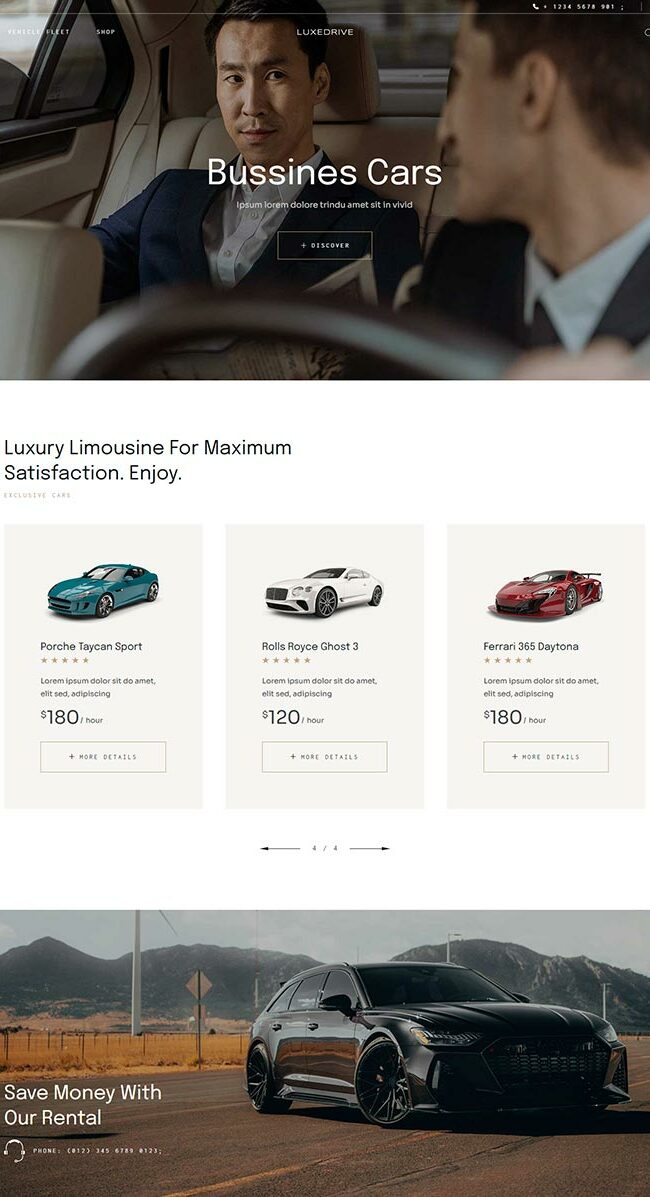 + 1234 5678 901 ;
VEHICLE FLEET SHOP LUXEDRIVE
Bussines Cars
Ipsum lorem dolore trindu amet sit in vivid
+ DISCOVER
Luxury Limousine For Maximum
Satisfaction. Enjoy.
EXCLUSIVE CARS
Porche Taycan Sport
Lorem ipsum dolor sit do amet,
elit sed, adipiscing
$180 / hour
+ MORE DETAILS
Rolls Royce Ghost 3
Lorem ipsum dolor sit do amet,
elit sed, adipiscing
$120 / hour
+ MORE DETAILS
Ferrari 365 Daytona
Lorem ipsum dolor sit do amet,
elit sed, adipiscing
$180 / hour
+ MORE DETAILS
4 / 4
Save Money With
Our Rental
PHONE: (012) 345 6789 0123;